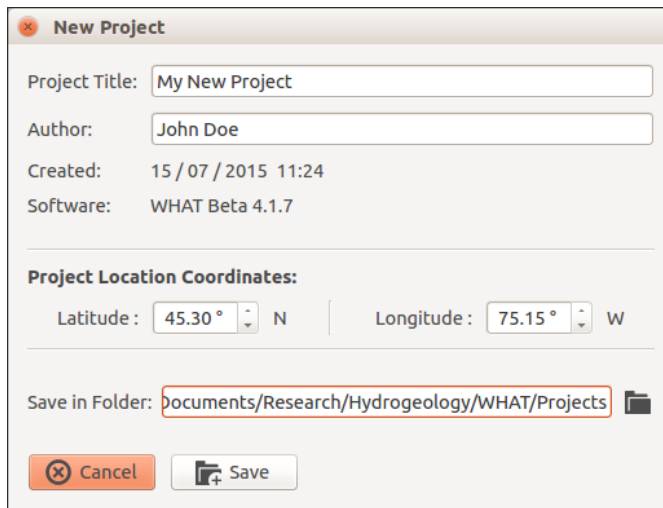 New Project
Project Title: My New Project
Author: John Doe
Created: 15 / 07 / 2015 11:24
Software: WHAT Beta 4.1.7
Project Location Coordinates:
Latitude : 45.30 ° N Longitude : 75.15 ° W
Save in Folder: Documents/Research/Hydrogeology/WHAT/Projects
Cancel Save